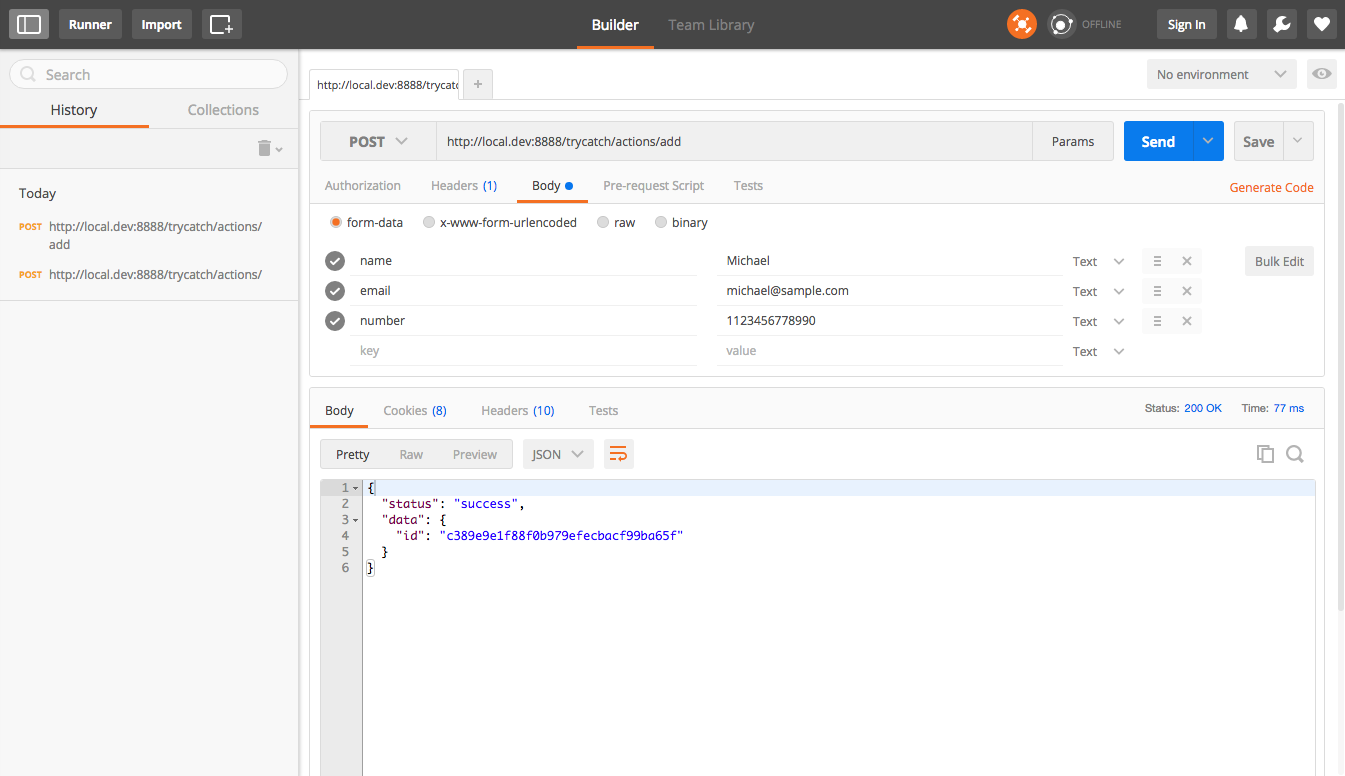 Runner
Import
Builder
Team Library
OFFLINE
Sign In
Search
History
Collections
Today
POST http://local.dev:8888/trycatch/actions/
add
POST http://local.dev:8888/trycatch/actions/
http://local.dev:8888/trycatc
+
No environment
POST http://local.dev:8888/trycatch/actions/add Params Send Save
Authorization Headers (1) Body Pre-request Script Tests Generate Code
form-data x-www-form-urlencoded raw binary
name Michael Text Bulk Edit
email michael@sample.com Text
number 1123456778990 Text
key value Text
Body Cookies (8) Headers (10) Tests Status: 200 OK Time: 77 ms
Pretty Raw Preview JSON
1 {
2 "status": "success",
3 "data": {
4 "id": "c389e9e1f88f0b979efecbacf99ba65f"
5 }
6 }